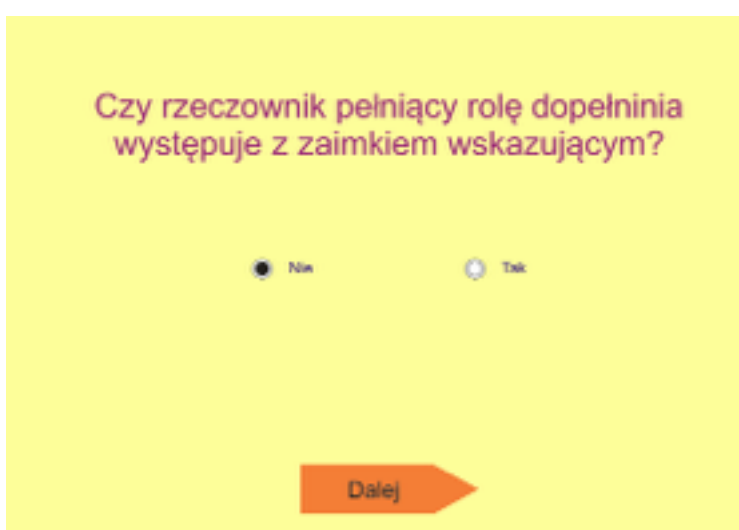 Czy rzeczownik pełniący rolę dopełninia
występuje z zaimkiem wskazującym?
Nie
Tak
Dalej